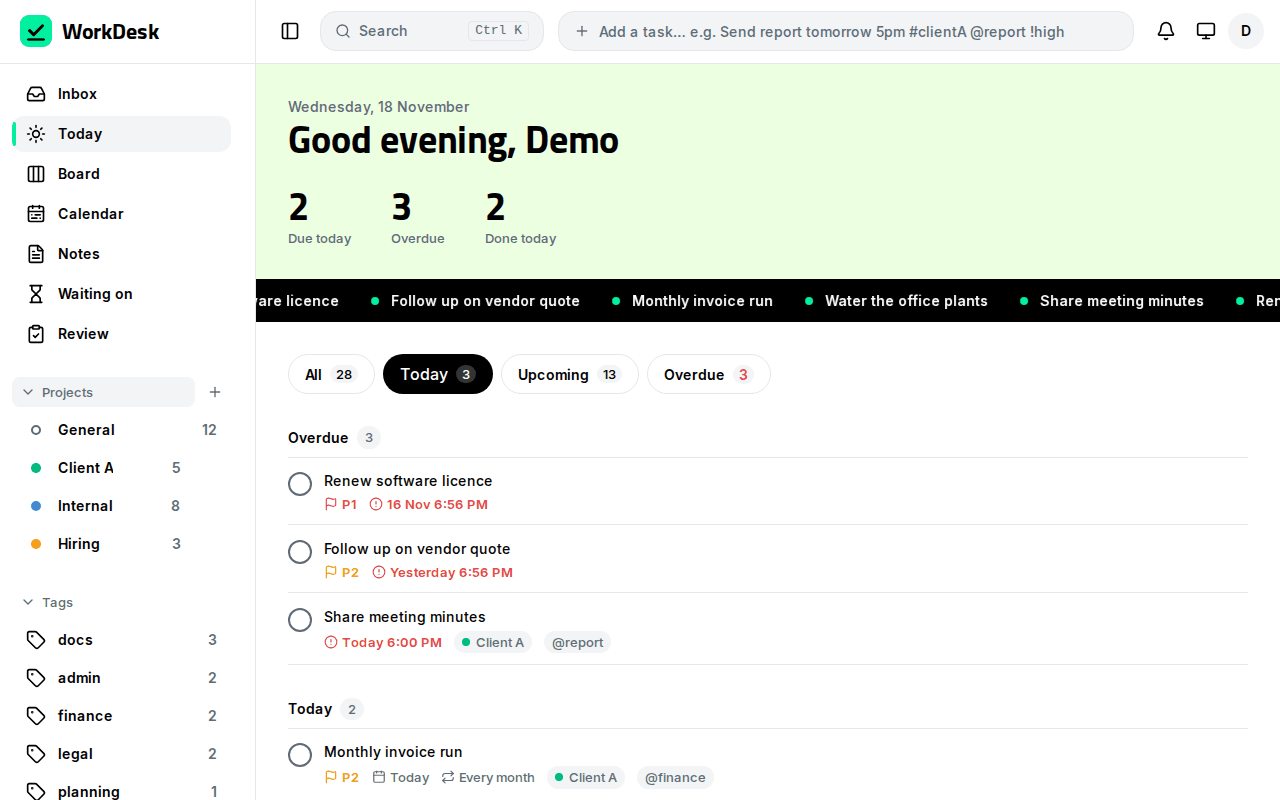 WorkDesk
Search
Ctrl K
Add a task... e.g. Send report tomorrow 5pm #clientA @report !high
D
Inbox
Today
Board
Calendar
Notes
Waiting on
Review
Projects
General 12
Client A 5
Internal 8
Hiring 3
Tags
docs 3
admin 2
finance 2
legal 2
planning 1
Wednesday, 18 November
Good evening, Demo
2 3 2
Due today Overdue Done today
licence Follow up on vendor quote Monthly invoice run Water the office plants Share meeting minutes
All 28 Today 3 Upcoming 13 Overdue 3
Overdue 3
Renew software licence
P1 16 Nov 6:56 PM
Follow up on vendor quote
P2 Yesterday 6:56 PM
Share meeting minutes
Today 6:00 PM Client A @report
Today 2
Monthly invoice run
P2 Today Every month Client A @finance